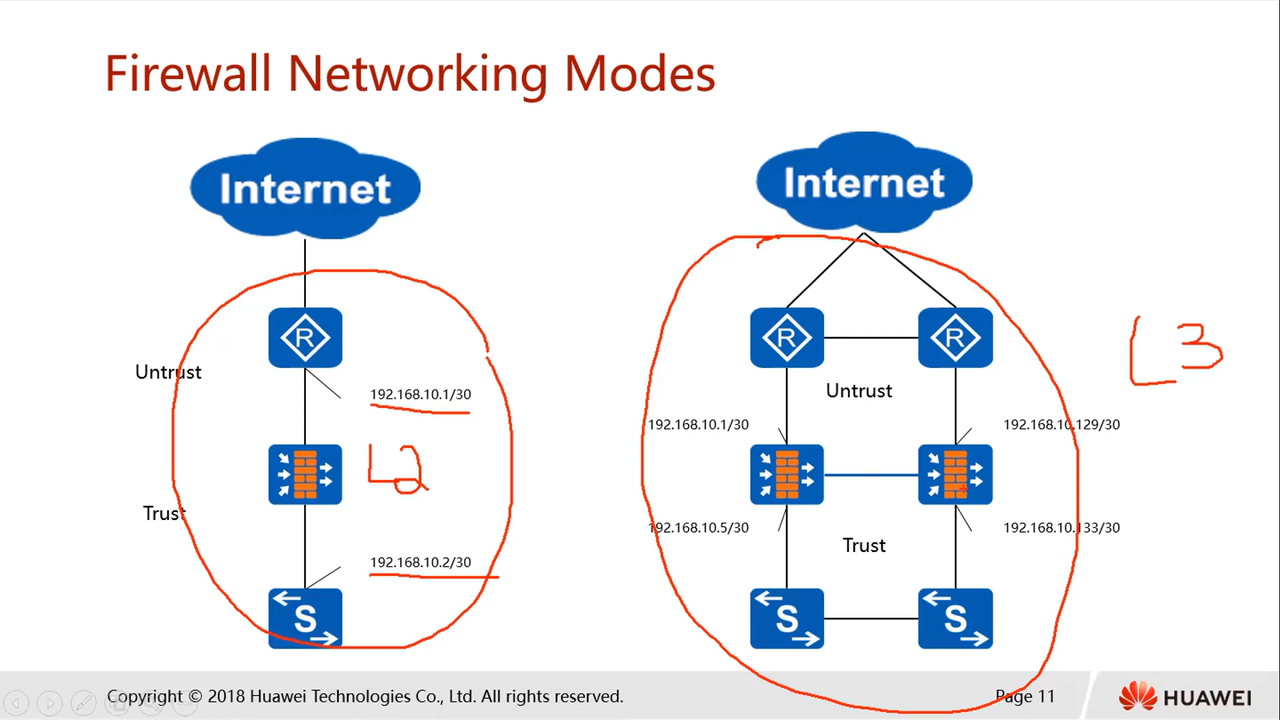 Firewall Networking Modes
Internet
R
Untrust
192.168.10.1/30
L2
Trust
192.168.10.2/30
S
Internet
R
R
Untrust
192.168.10.1/30
192.168.10.129/30
192.168.10.5/30
192.168.10.133/30
Trust
S
S
L3
Copyright © 2018 Huawei Technologies Co., Ltd. All rights reserved.
Page 11
HUAWEI